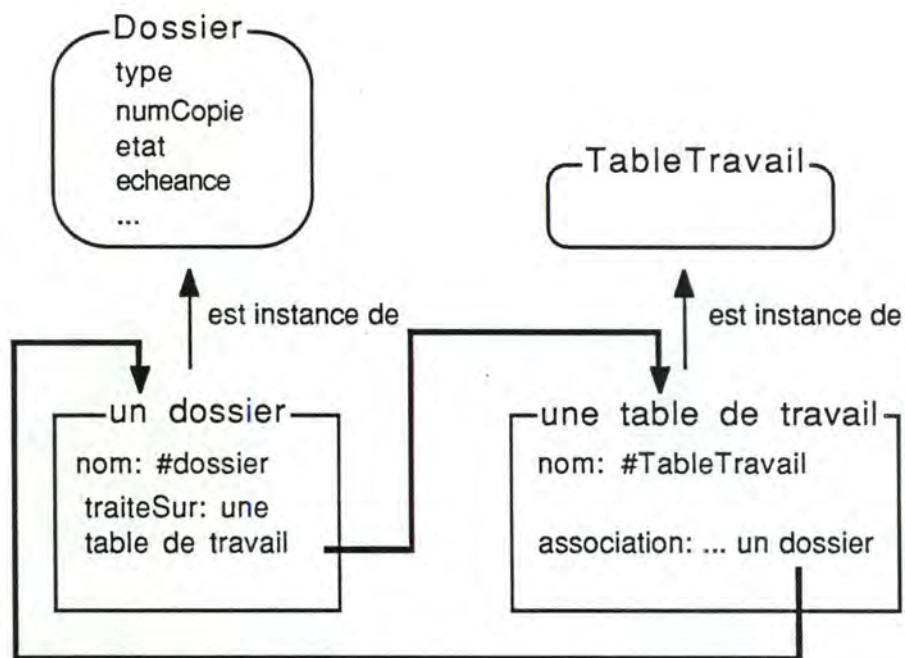 Dossier
type
numCopie
etat
echeance
...
TableTravail
est instance de
est instance de
un dossier
nom: #dossier
traiteSur: une
table de travail
une table de travail
nom: #TableTravail
association: ... un dossier